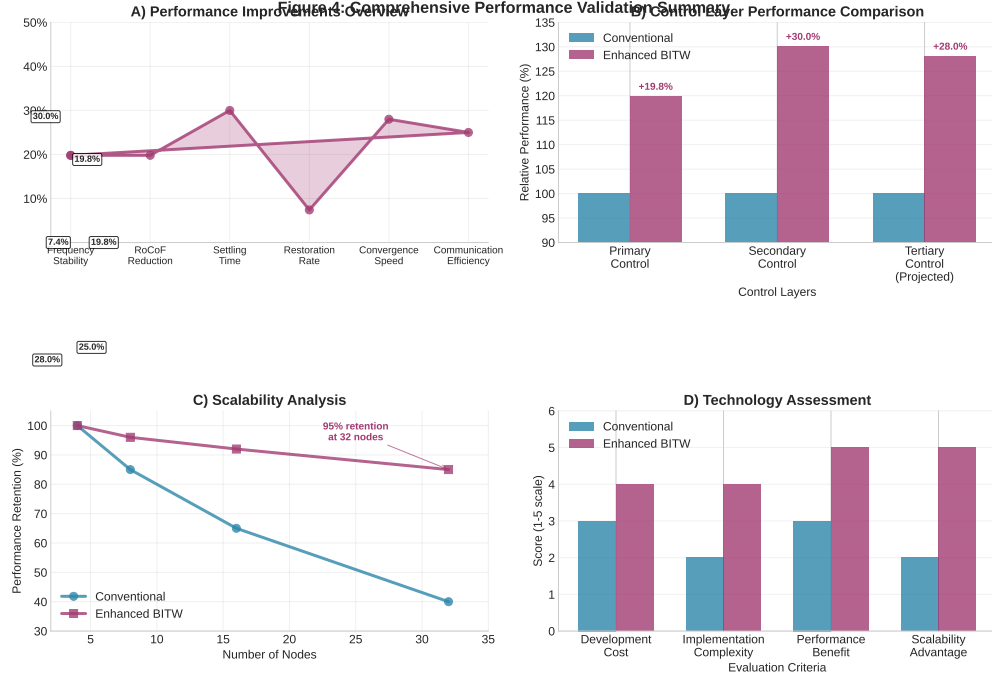 Figure 4: Comprehensive Performance Validation Summary
A) Performance Improvements Overview
50%
40%
30%
20%
10%
30.0%
19.8%
7.4%
19.8%
Frequency
Stability
RoCoF
Reduction
Settling
Time
Restoration
Rate
Convergence
Speed
Communication
Efficiency
28.0%
25.0%
B) Control Layer Performance Comparison
Relative Performance (%)
135
130
125
120
115
110
105
100
95
90
Conventional
Enhanced BITW
+19.8%
+30.0%
+28.0%
Primary
Control
Secondary
Control
Tertiary
Control
(Projected)
Control Layers
C) Scalability Analysis
Performance Retention (%)
100
90
80
70
60
50
40
30
95% retention
at 32 nodes
Conventional
Enhanced BITW
5
10
15
20
25
30
35
Number of Nodes
D) Technology Assessment
Score (1-5 scale)
6
5
4
3
2
1
0
Conventional
Enhanced BITW
Development
Cost
Implementation
Complexity
Performance
Benefit
Scalability
Advantage
Evaluation Criteria